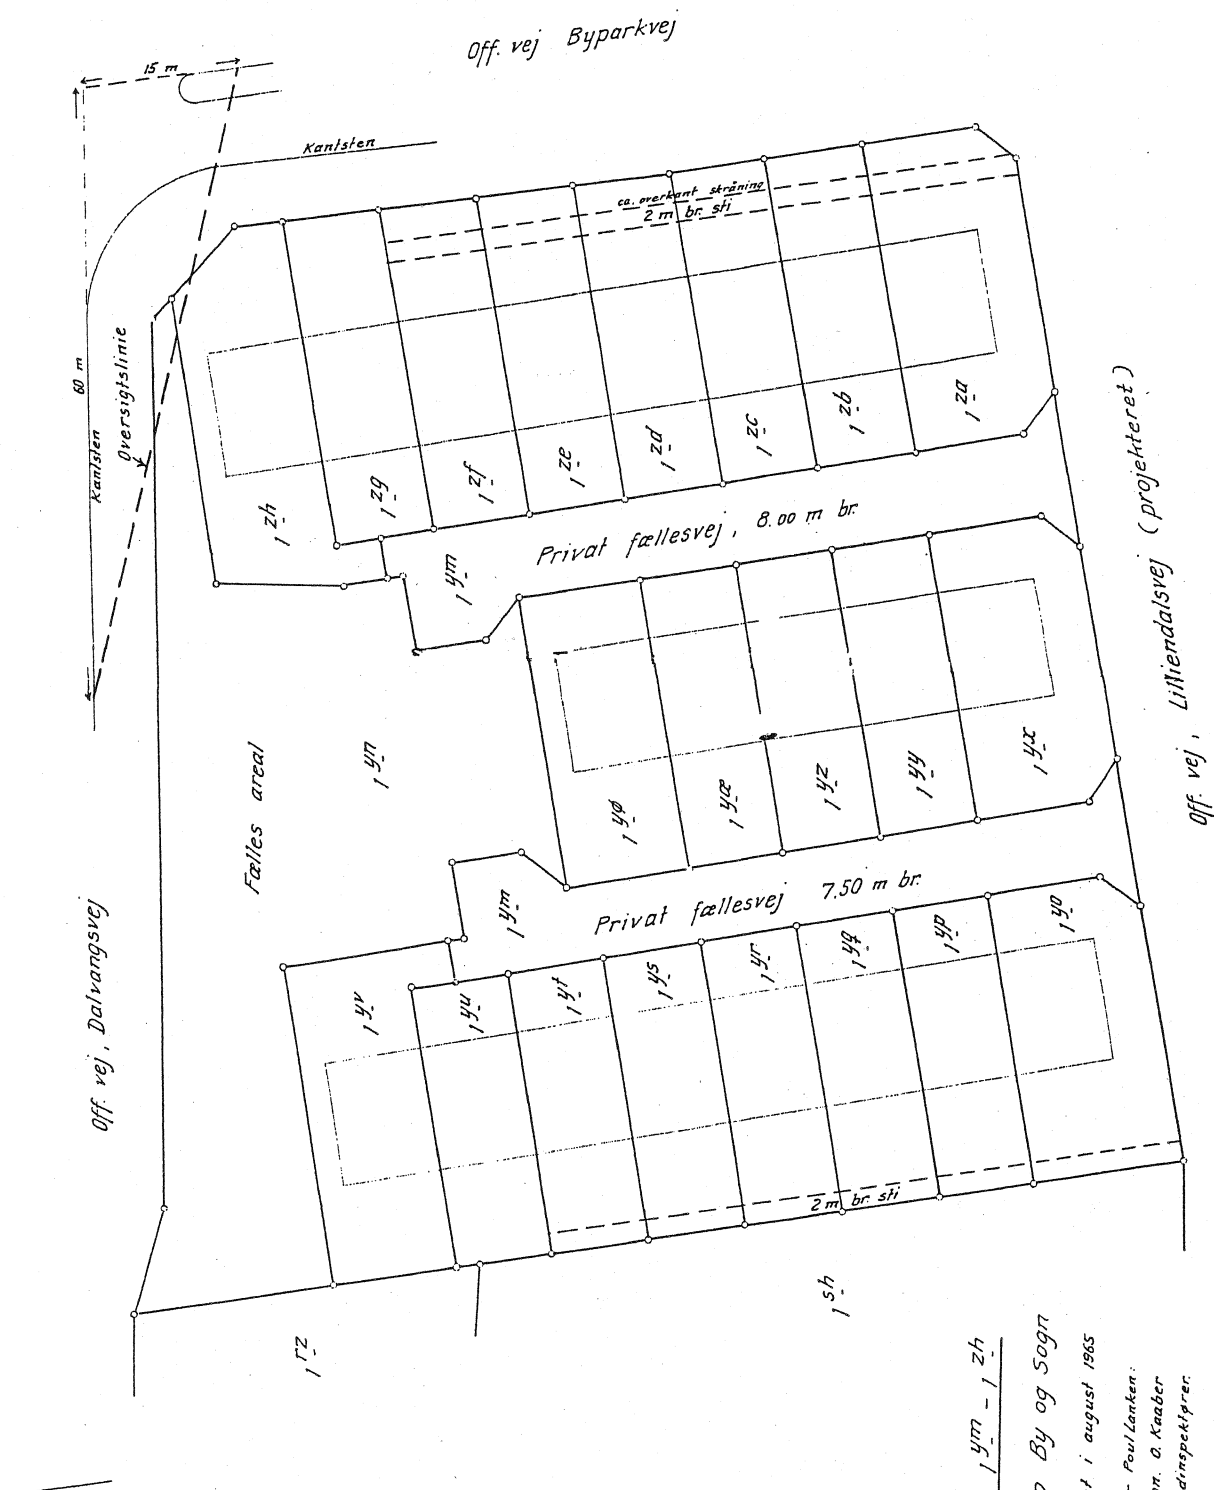 Off. vej Byparkvej
15 m
Kantsten
ca. overkant skråning
2 m br. sti
60 m
Kantsten
Oversigtslinie
1 zh
1 zg
1 zf
1 ze
1 zd
1 zc
1 zb
1 za
Privat fællesvej, 8.00 m br.
1 ym
Off. vej, Lilliendalsvej (projekteret)
Fælles areal
1 yn
1 yø
1 yæ
1 yz
1 yy
1 yx
Privat fællesvej 7,50 m br.
1 ym
Off. vej, Dalvangsvej
1 yv
1 yu
1 yt
1 ys
1 yr
1 yq
1 yp
1 yo
2 m br. sti
1 rz
1 sh
1 ym - 1 zh
By og Sogn
t i august 1965
Poul Lanken:
n. O. Kaaber
dinspektører.